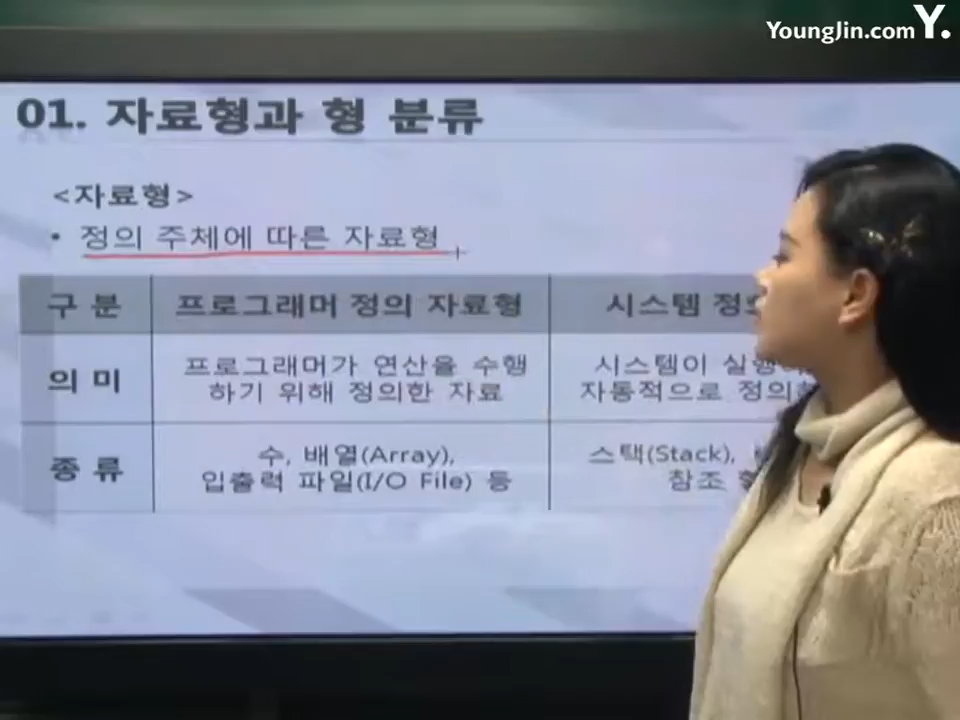 YoungJin.com Y.
01. 자료형과 형 분류
<자료형>
• 정의 주체에 따른 자료형
구 분 프로그래머 정의 자료형 시스템
의 미 프로그래머가 연산을 수행 시스템이
하기 위해 정의한 자료 자동적으로
종 류 수, 배열(Array), 스택(Stack),
입출력 파일(I/O File) 등 참조